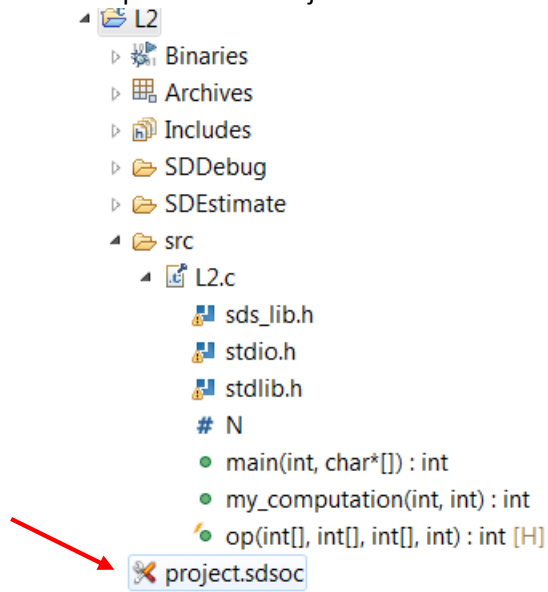 L2
Binaries
Archives
Includes
SDDebug
SDEstimate
src
L2.c
sds_lib.h
stdio.h
stdlib.h
# N
main(int, char*[]) : int
my_computation(int, int) : int
op(int[], int[], int[], int) : int [H]
project.sdsoc